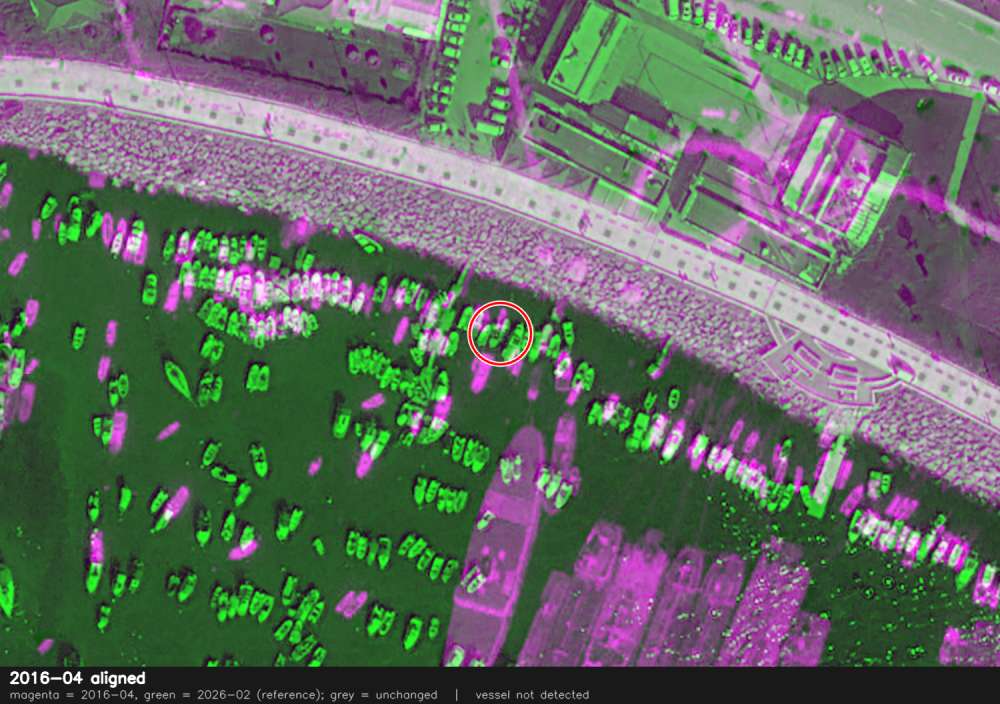 2016-04 aligned
magenta = 2016-04, green = 2026-02 (reference); grey = unchanged | vessel not detected